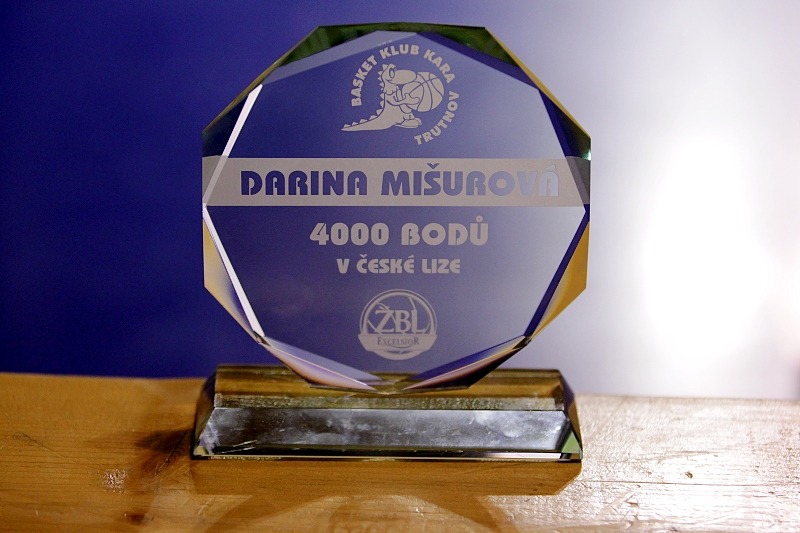 BASKET KLUB KARA
TRUTNOV
DARINA MIŠUROVÁ
4000 BODŮ
V ČESKÉ LIZE
ŽBL
EXCELSIOR